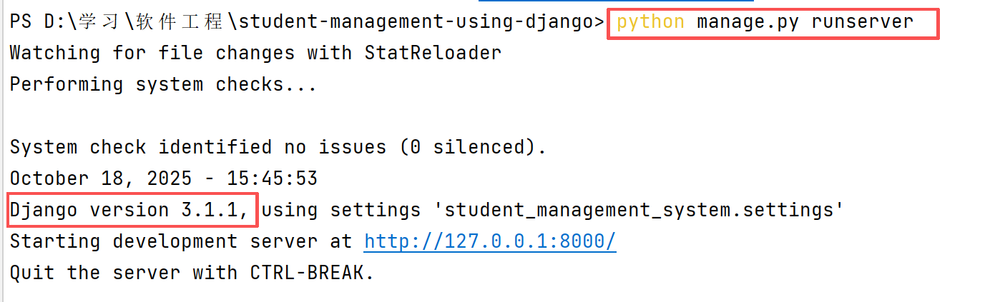 PS D:\学习\软件工程\student-management-using-django> python manage.py runserver
Watching for file changes with StatReloader
Performing system checks...
System check identified no issues (0 silenced).
October 18, 2025 - 15:45:53
Django version 3.1.1, using settings 'student_management_system.settings'
Starting development server at http://127.0.0.1:8000/
Quit the server with CTRL-BREAK.